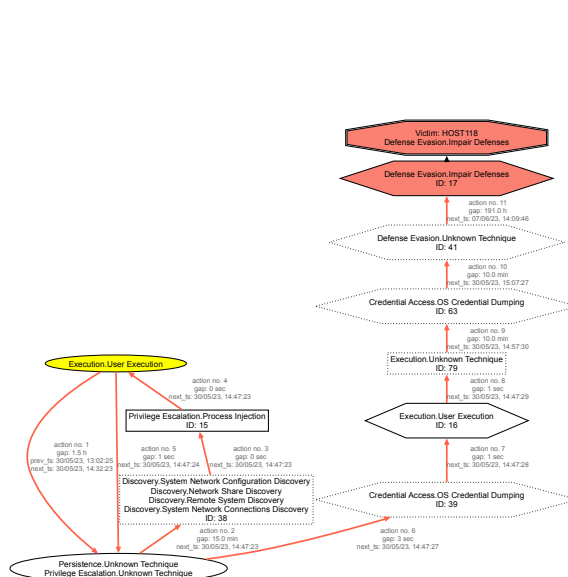 Victim: HOST118
Defense Evasion.Impair Defenses
Defense Evasion.Impair Defenses
ID: 17
action no. 11
gap: 191.0 h
next_ts: 07/06/23, 14:09:46
Defense Evasion.Unknown Technique
ID: 41
action no. 10
gap: 10.0 min
next_ts: 30/05/23, 15:07:27
Credential Access.OS Credential Dumping
ID: 63
action no. 9
gap: 10.0 min
next_ts: 30/05/23, 14:57:30
Execution.User Execution
Execution.Unknown Technique
ID: 79
action no. 4
gap: 0 sec
next_ts: 30/05/23, 14:47:23
action no. 8
gap: 1 sec
next_ts: 30/05/23, 14:47:29
Privilege Escalation.Process Injection
ID: 15
Execution.User Execution
ID: 16
action no. 1
gap: 1.5 h
prev_ts: 30/05/23, 13:02:25
next_ts: 30/05/23, 14:32:23
action no. 5
gap: 1 sec
next_ts: 30/05/23, 14:47:24
action no. 3
gap: 0 sec
next_ts: 30/05/23, 14:47:23
action no. 7
gap: 1 sec
next_ts: 30/05/23, 14:47:28
Discovery.System Network Configuration Discovery
Discovery.Network Share Discovery
Discovery.Remote System Discovery
Discovery.System Network Connections Discovery
ID: 38
Credential Access.OS Credential Dumping
ID: 39
action no. 2
gap: 15.0 min
next_ts: 30/05/23, 14:47:23
action no. 6
gap: 3 sec
next_ts: 30/05/23, 14:47:27
Persistence.Unknown Technique
Privilege Escalation.Unknown Technique